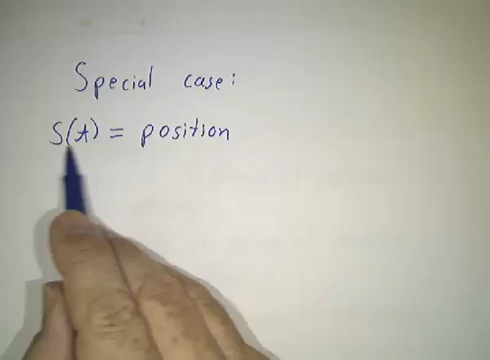 Special case:
S(t) = position